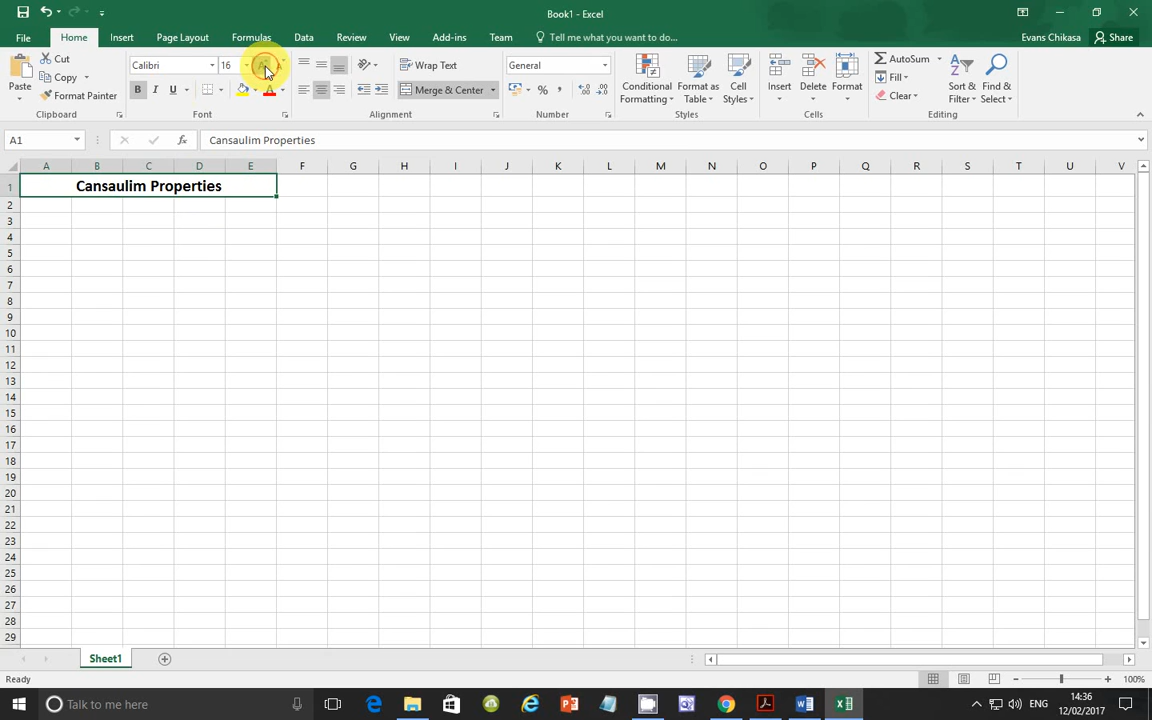 Book1 - Excel
Evans Chikasa
Share
File
Home
Insert
Page Layout
Formulas
Data
Review
View
Add-ins
Team
Tell me what you want to do...
Paste
Cut
Copy
Format Painter
Clipboard
Calibri
16
B I U
Font
Wrap Text
Merge & Center
Alignment
General
%
Number
Conditional Formatting
Format as Table
Cell Styles
Styles
Insert
Delete
Format
Cells
AutoSum
Fill
Clear
Sort & Filter
Find & Select
Editing
A1
fx
Cansaulim Properties
A B C D E F G H I J K L M N O P Q R S T U V
1 Cansaulim Properties
2
3
4
5
6
7
8
9
10
11
12
13
14
15
16
17
18
19
20
21
22
23
24
25
26
27
28
29
Sheet1
Ready
100%
Talk to me here
ENG
14:36
12/02/2017